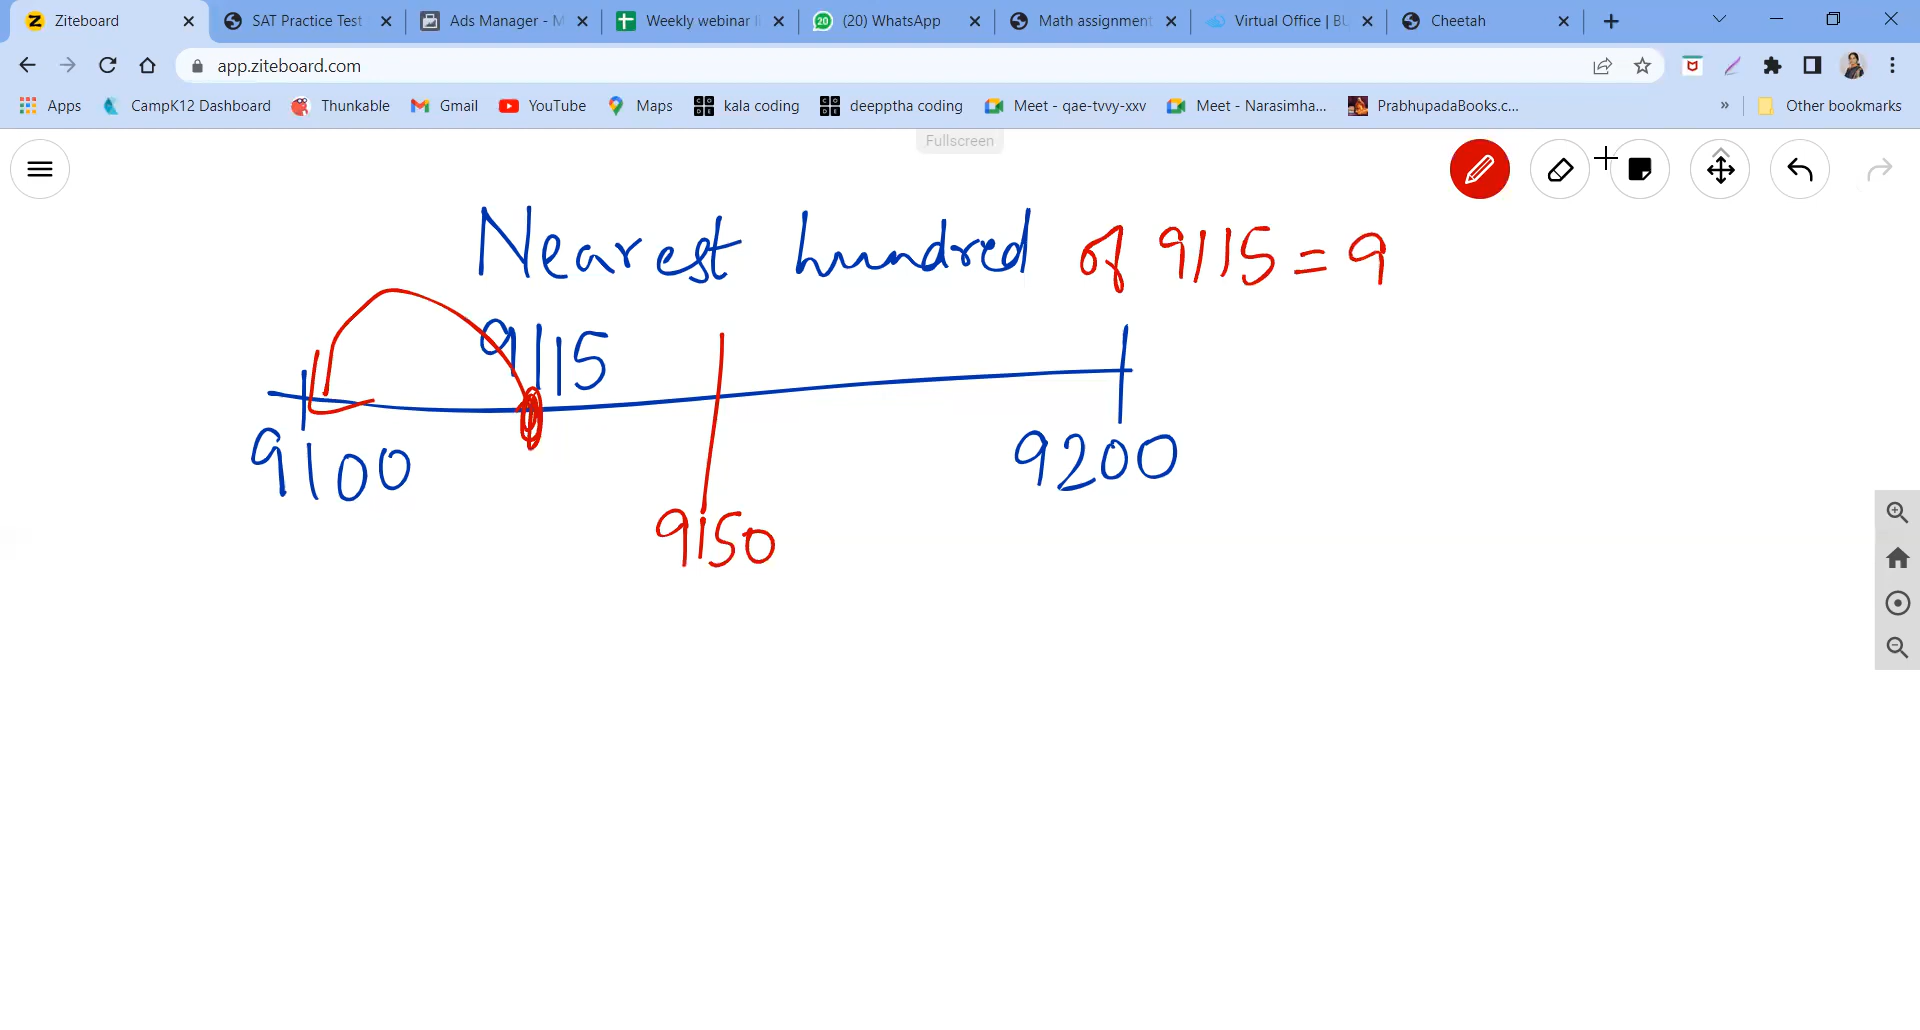 Ziteboard
SAT Practice Test
Ads Manager - M
Weekly webinar li
(20) WhatsApp
Math assignment
Virtual Office | BU
Cheetah
app.ziteboard.com
Apps
CampK12 Dashboard
Thunkable
Gmail
YouTube
Maps
kala coding
deepptha coding
Meet - qae-tvvy-xxv
Meet - Narasimha...
PrabhupadaBooks.c...
»
Other bookmarks
Fullscreen
Nearest hundred of 9115 = 9
9115
9100
9200
9150